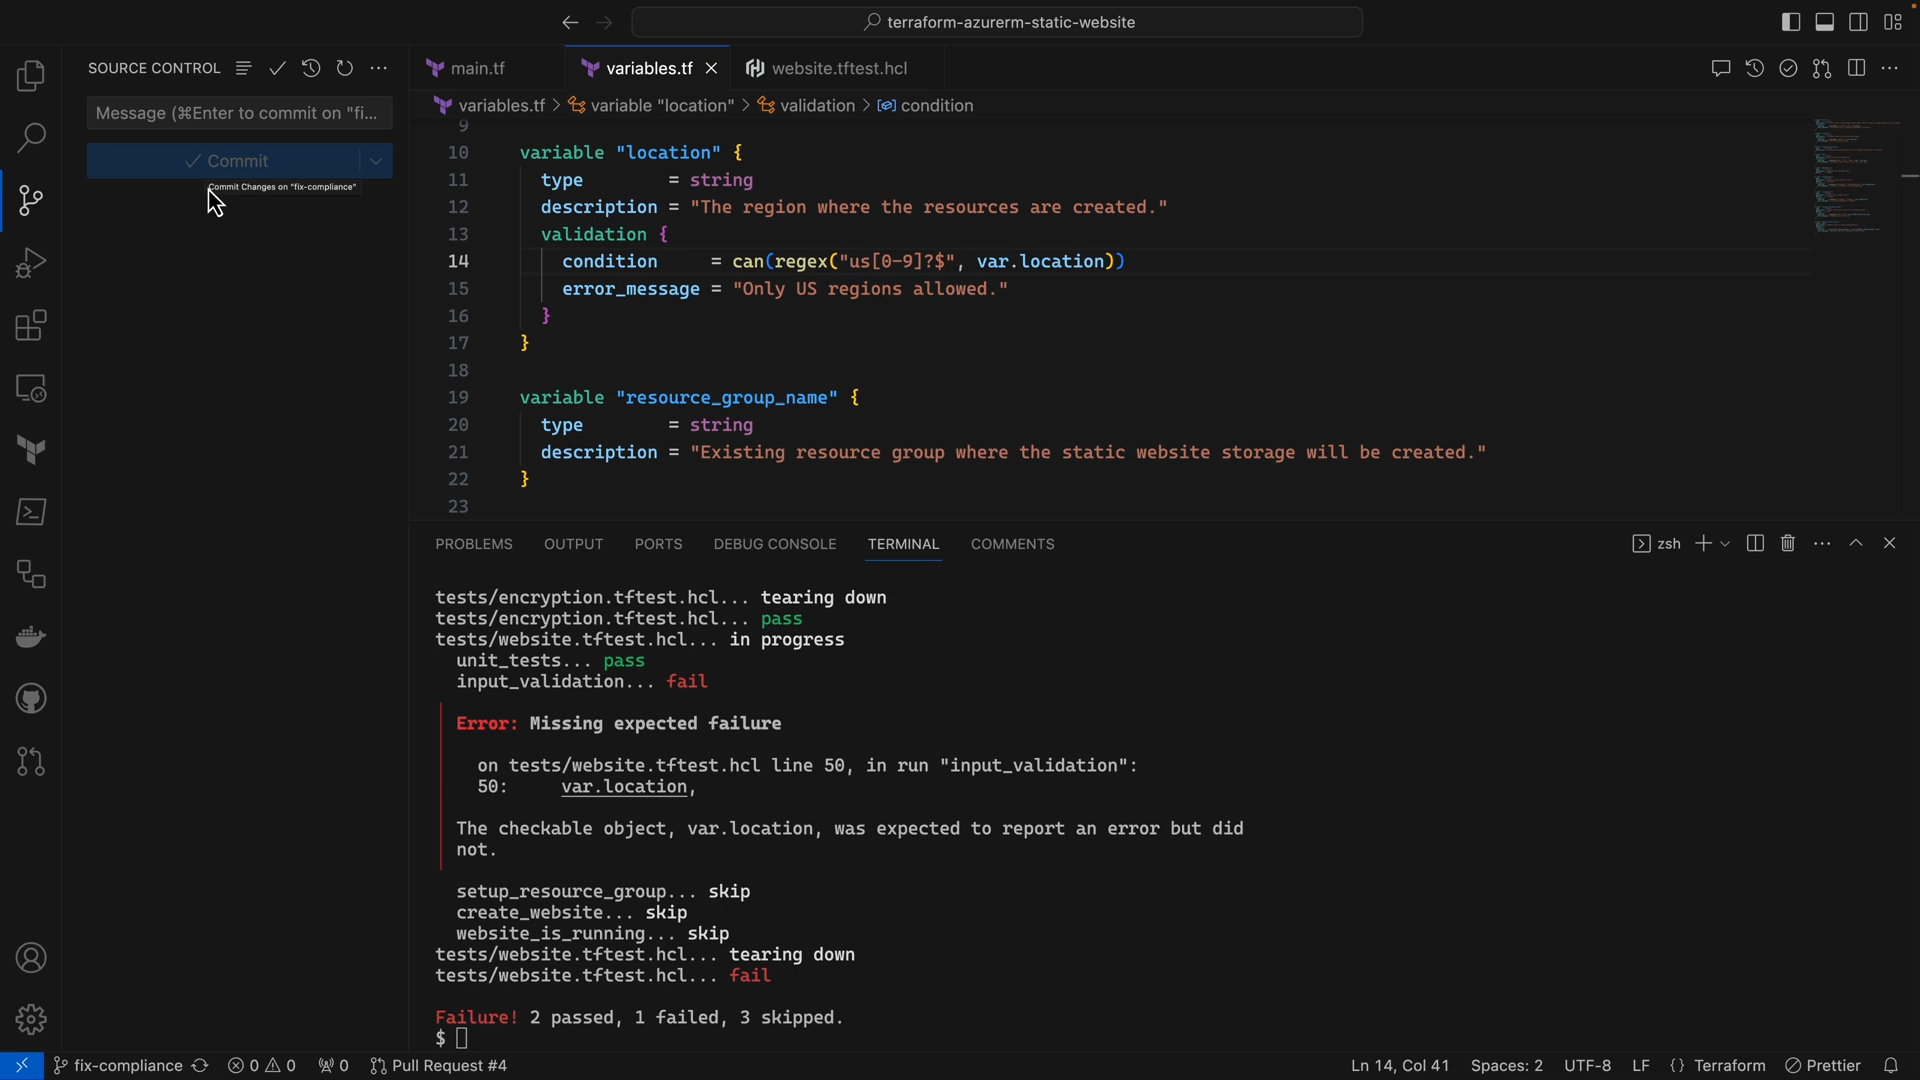 terraform-azurerm-static-website
SOURCE CONTROL
main.tf
variables.tf
website.tftest.hcl
Message (⌘Enter to commit on "fi...
variables.tf > variable "location" > validation > condition
Commit
Commit Changes on "fix-compliance"
9
10 variable "location" {
11 type = string
12 description = "The region where the resources are created."
13 validation {
14 condition = can(regex("us[0-9]?$", var.location))
15 error_message = "Only US regions allowed."
16 }
17 }
18
19 variable "resource_group_name" {
20 type = string
21 description = "Existing resource group where the static website storage will be created."
22 }
23
PROBLEMS OUTPUT PORTS DEBUG CONSOLE TERMINAL COMMENTS
zsh
tests/encryption.tftest.hcl... tearing down
tests/encryption.tftest.hcl... pass
tests/website.tftest.hcl... in progress
unit_tests... pass
input_validation... fail
Error: Missing expected failure
on tests/website.tftest.hcl line 50, in run "input_validation":
50: var.location,
The checkable object, var.location, was expected to report an error but did
not.
setup_resource_group... skip
create_website... skip
website_is_running... skip
tests/website.tftest.hcl... tearing down
tests/website.tftest.hcl... fail
Failure! 2 passed, 1 failed, 3 skipped.
$
fix-compliance 0 0 0 Pull Request #4 Ln 14, Col 41 Spaces: 2 UTF-8 LF {} Terraform Prettier